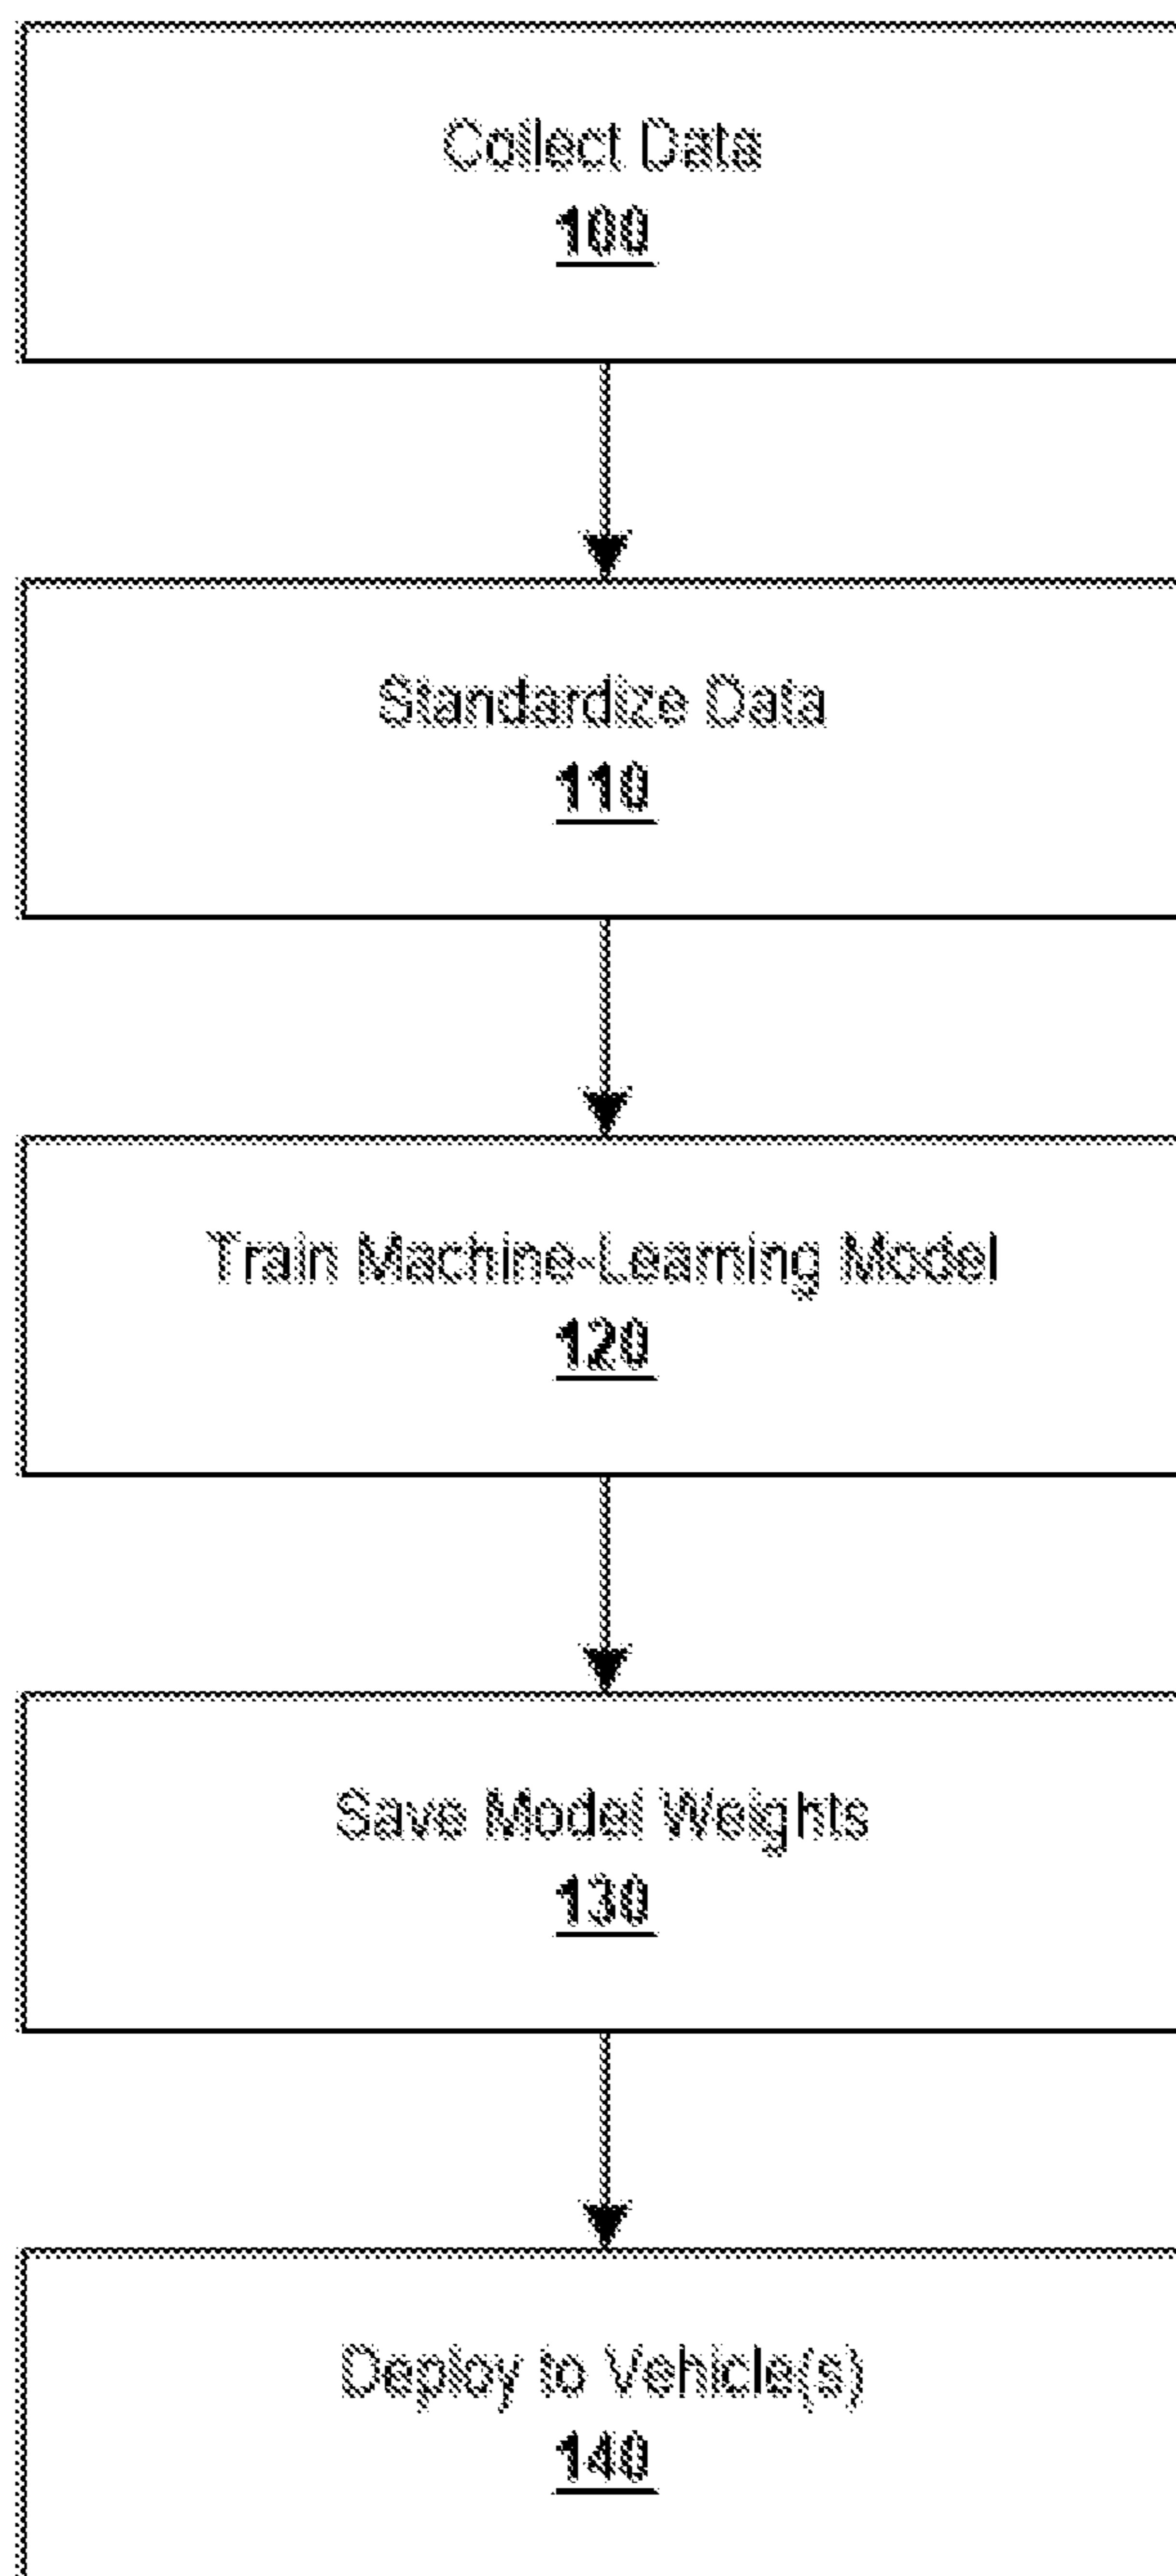 Collect Data
100
Standardize Data
110
Train Machine-Learning Model
120
Save Model Weights
130
Deploy to Vehicle(s)
140